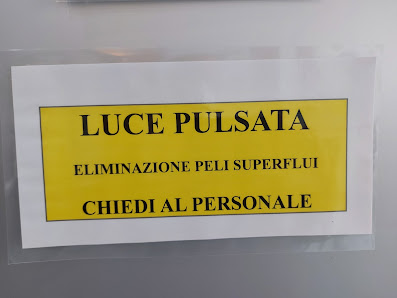 LUCE PULSATA
ELIMINAZIONE PELI SUPERFLUI
CHIEDI AL PERSONALE